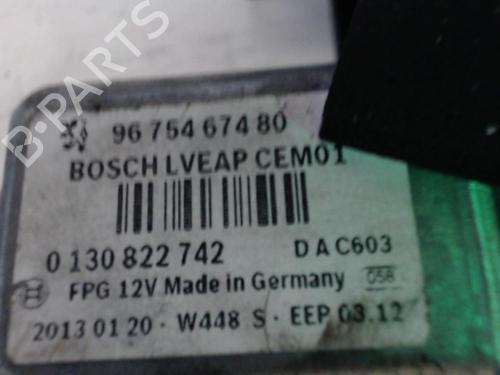 B-PARTS
96 754 674 80
BOSCH LVEAP CEM01
0 130 822 742 D A C603
FPG 12V Made in Germany 058
2013 01 20 · W448 S · EEP 03.12